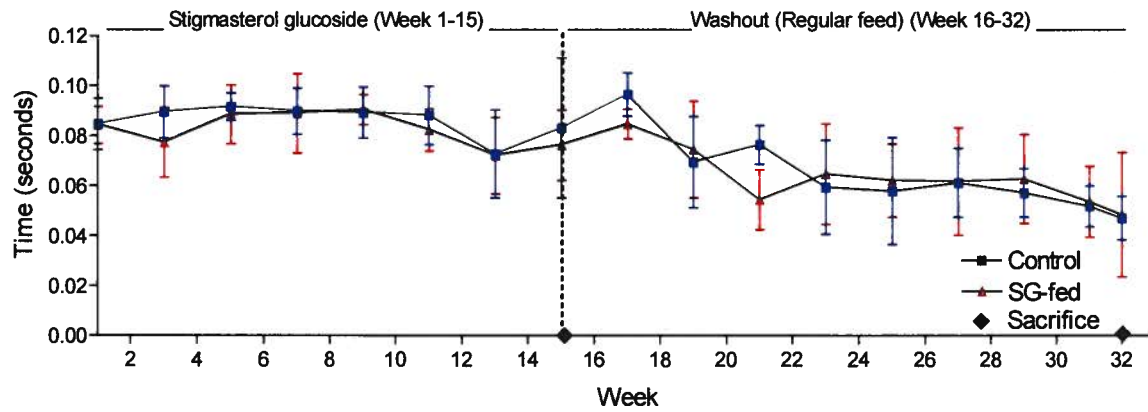 Stigmasterol glucoside (Week 1-15) Washout (Regular feed) (Week 16-32)
0.12
0.10
0.08
0.06
0.04
0.02
0.00
Time (seconds)
Control
SG-fed
Sacrifice
2 4 6 8 10 12 14 16 18 20 22 24 26 28 30 32
Week